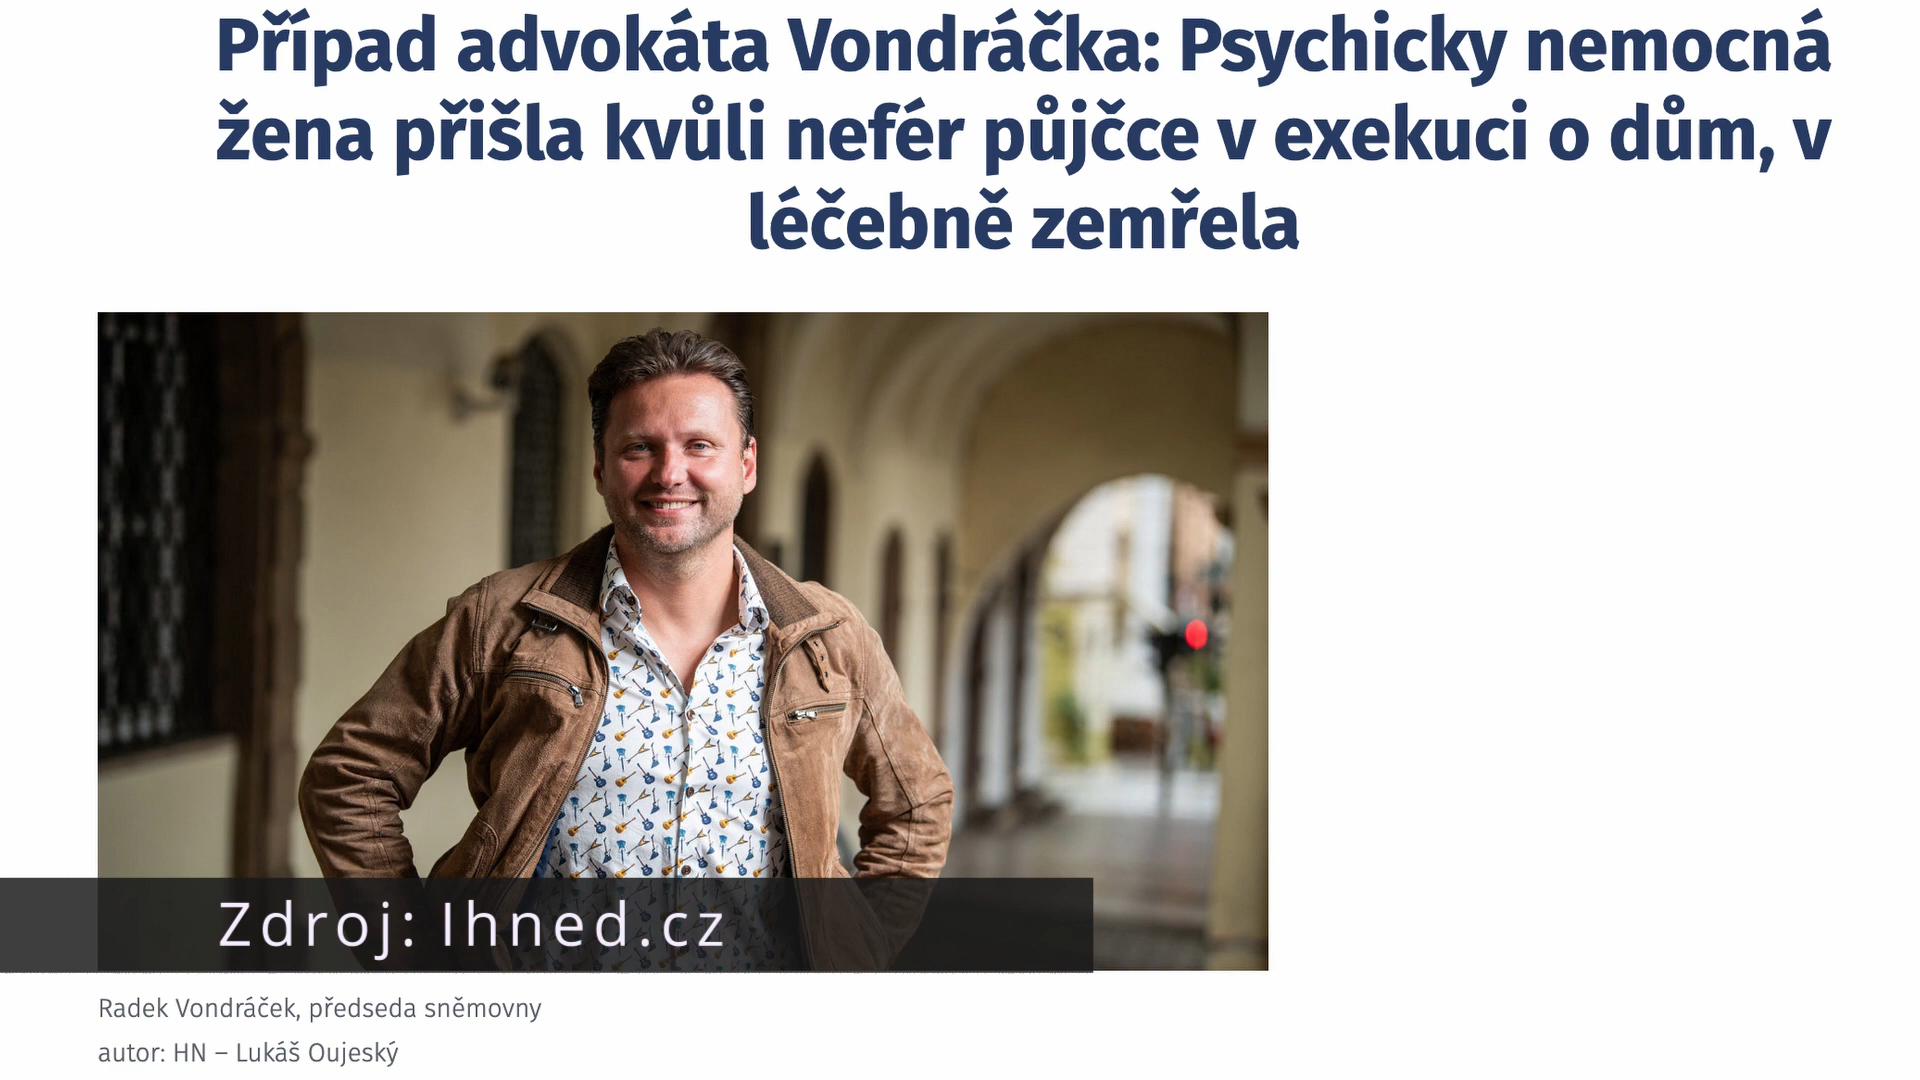 Případ advokáta Vondráčka: Psychicky nemocná
žena přišla kvůli nefér půjčce v exekuci o dům, v
léčebně zemřela
Zdroj: Ihned.cz
Radek Vondráček, předseda sněmovny
autor: HN – Lukáš Oujeský